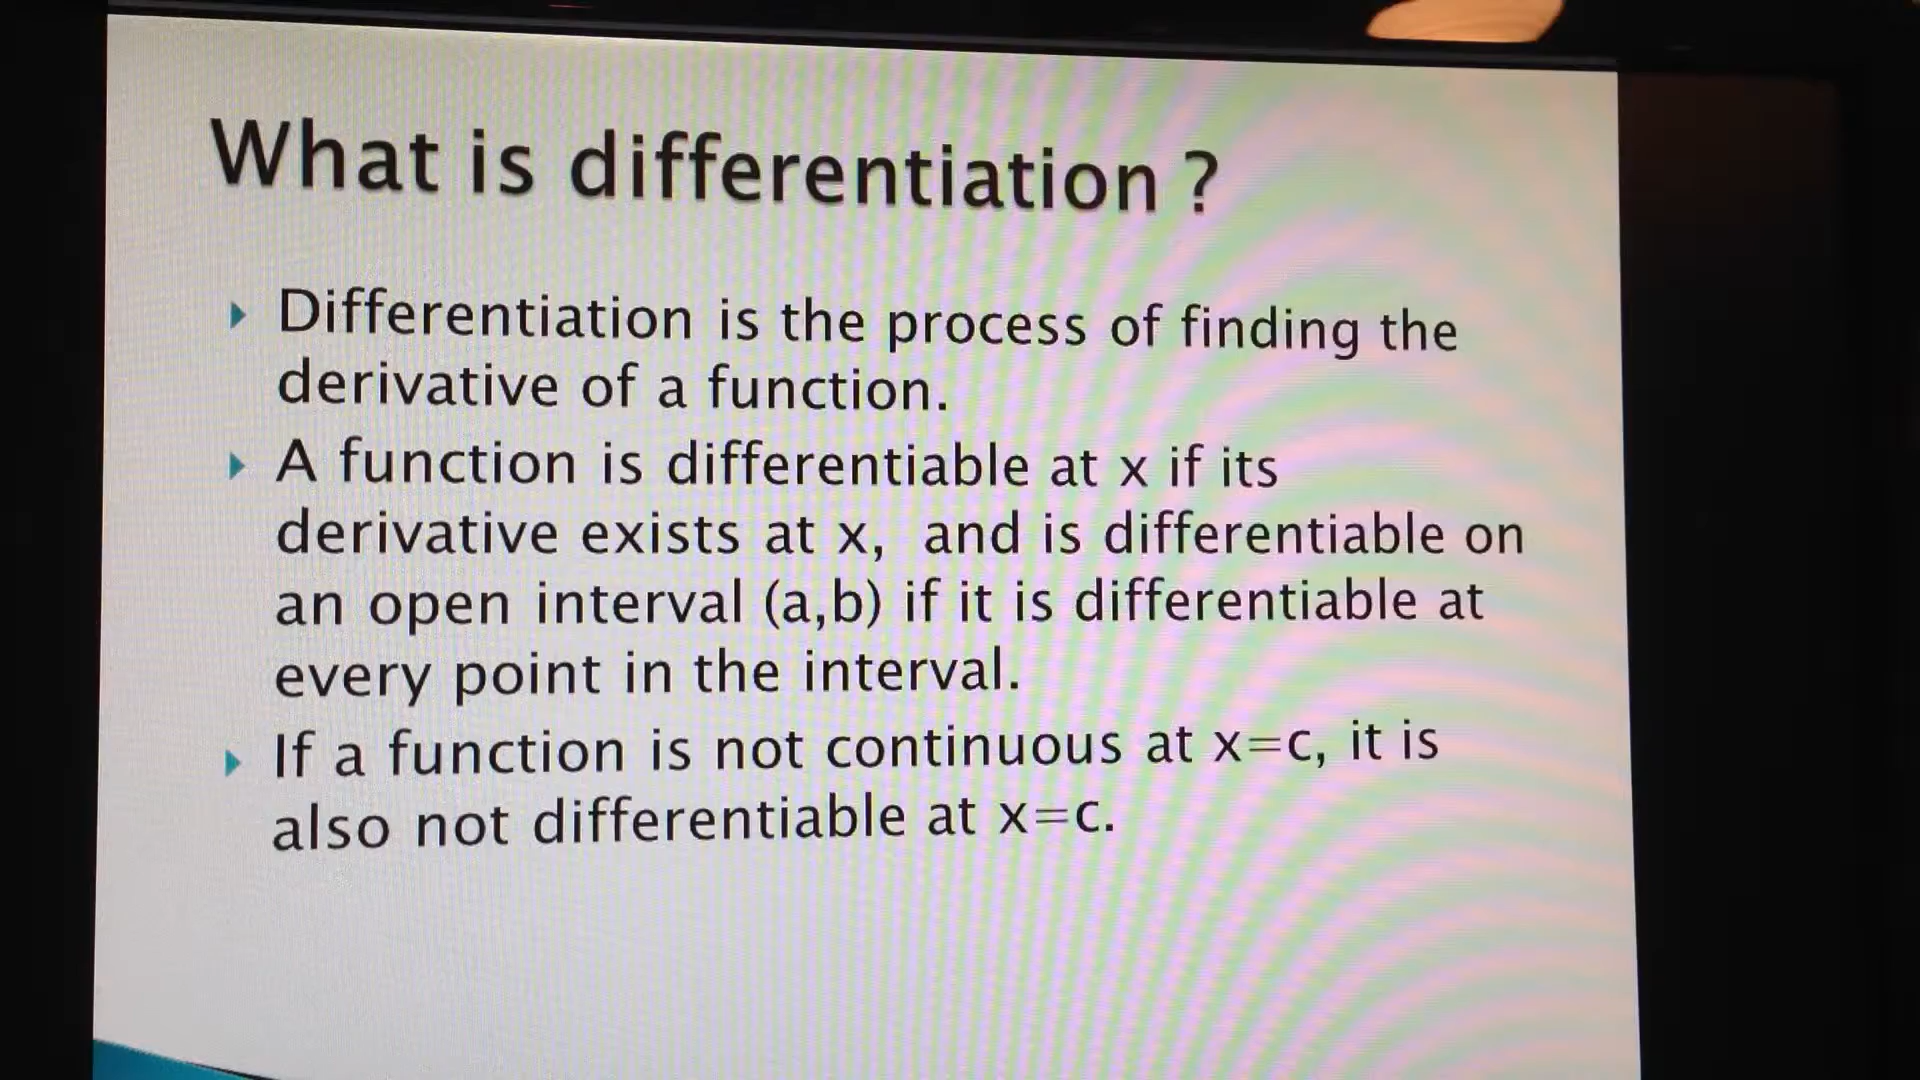 What is differentiation ?
Differentiation is the process of finding the
derivative of a function.
A function is differentiable at x if its
derivative exists at x, and is differentiable on
an open interval (a,b) if it is differentiable at
every point in the interval.
If a function is not continuous at x=c, it is
also not differentiable at x=c.